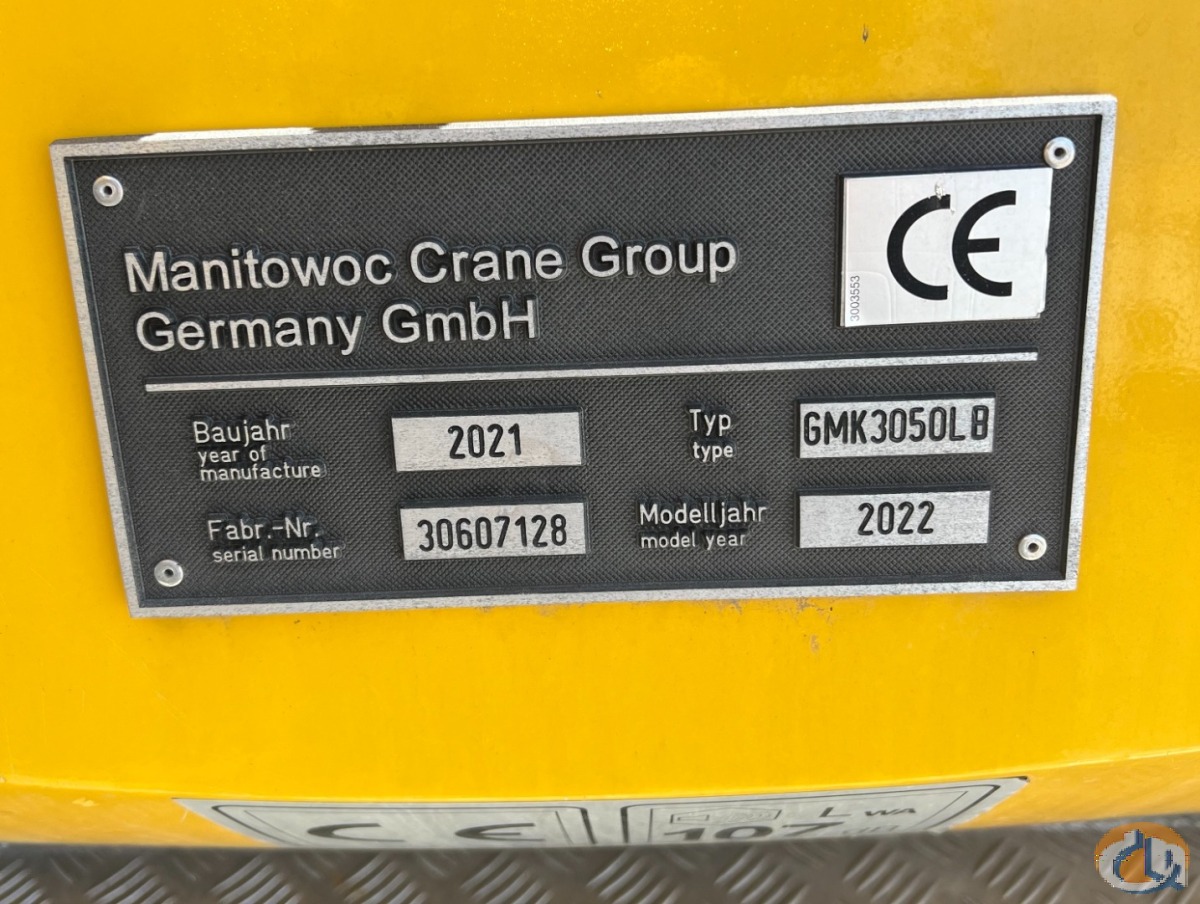 Manitowoc Crane Group
Germany GmbH
CE
3003553
Baujahr
year of
manufacture
2021
Typ
type
GMK3050LB
Fabr.-Nr.
serial number
30607128
Modelljahr
model year
2022
CE
LWA
107